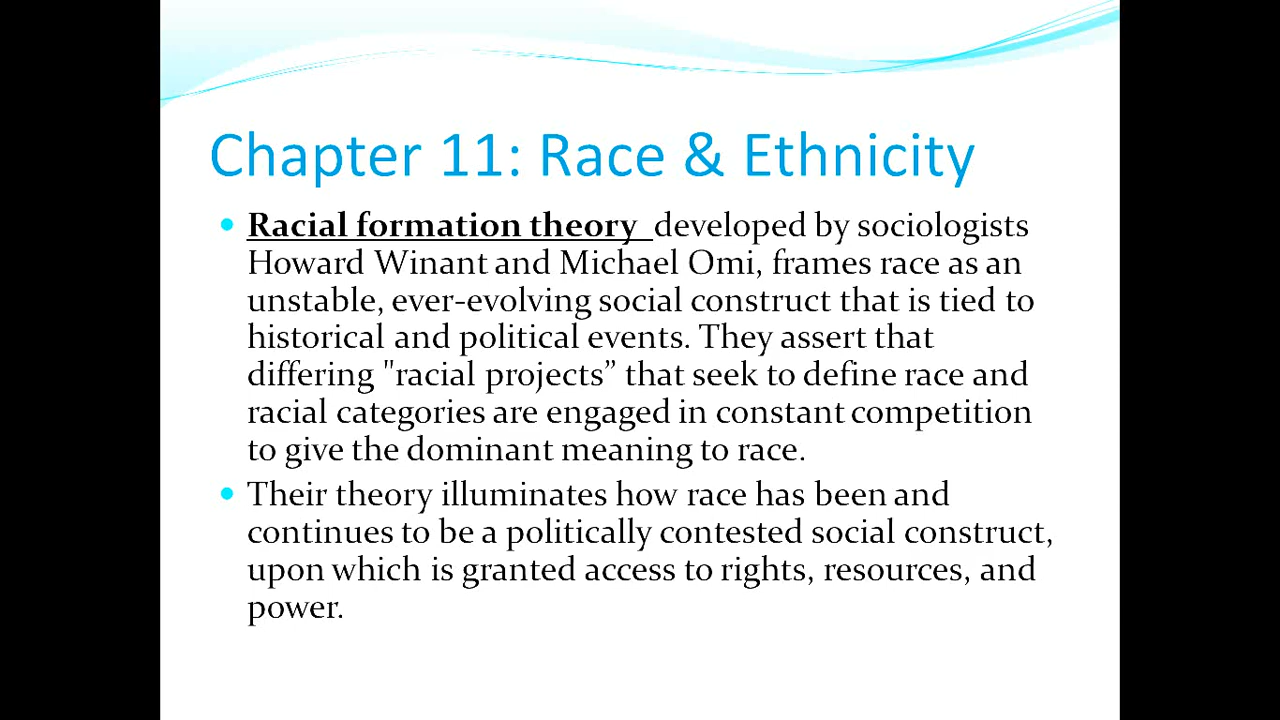 Chapter 11: Race & Ethnicity
• Racial formation theory developed by sociologists
Howard Winant and Michael Omi, frames race as an
unstable, ever-evolving social construct that is tied to
historical and political events. They assert that
differing "racial projects” that seek to define race and
racial categories are engaged in constant competition
to give the dominant meaning to race.
• Their theory illuminates how race has been and
continues to be a politically contested social construct,
upon which is granted access to rights, resources, and
power.